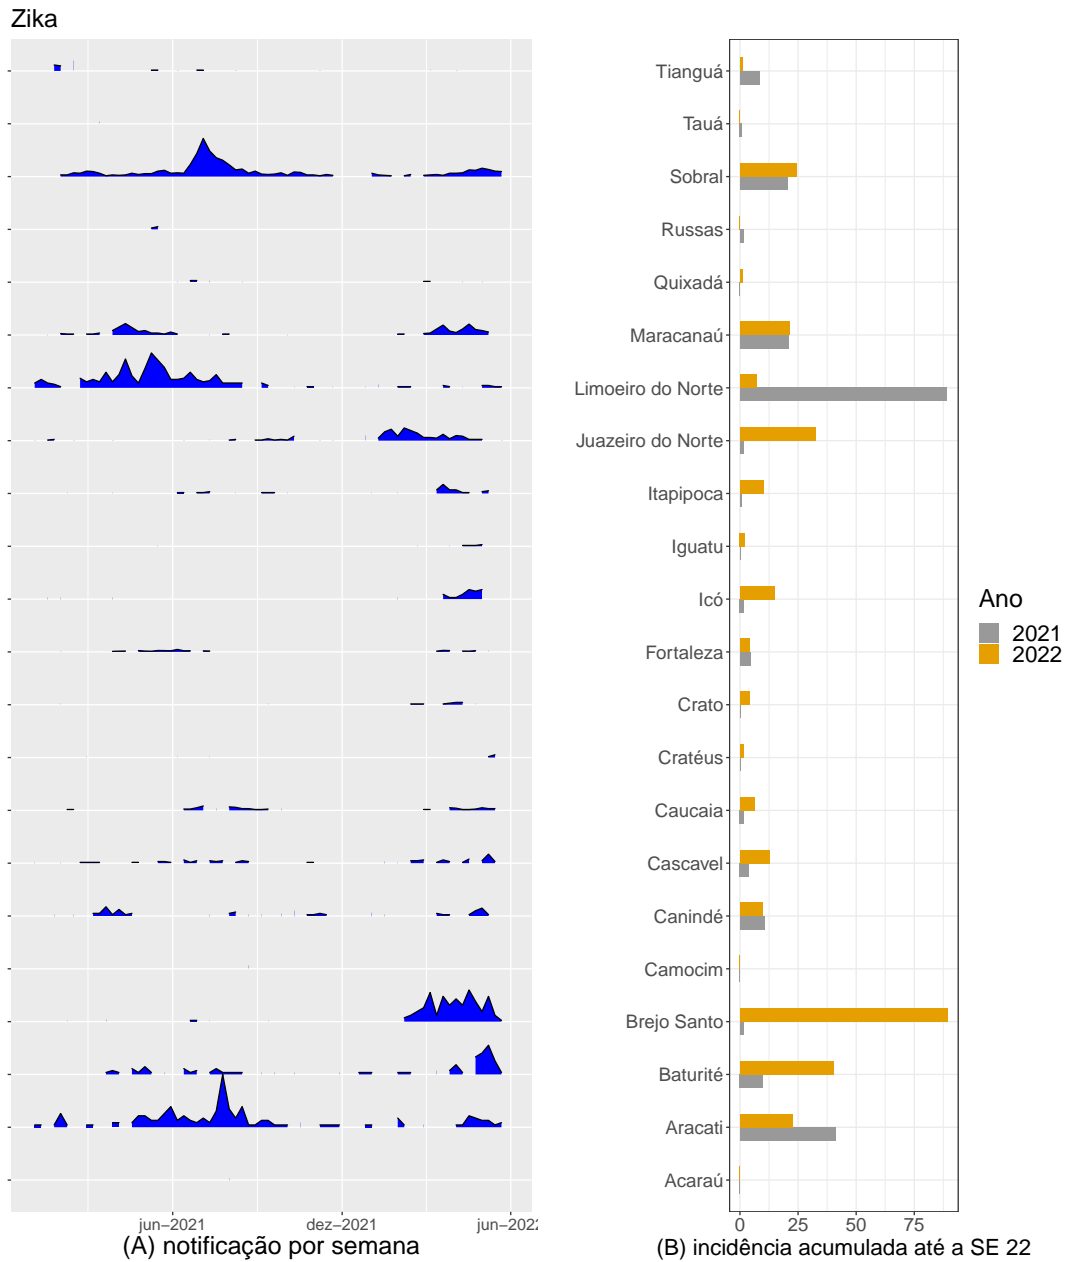 Zika
Tianguá
Tauá
Sobral
Russas
Quixadá
Maracanaú
Limoeiro do Norte
Juazeiro do Norte
Itapipoca
Iguatu
Icó
Fortaleza
Crato
Cratéus
Caucaia
Cascavel
Canindé
Camocim
Brejo Santo
Baturité
Aracati
Acaraú
jun−2021
dez−2021
jun−2022
(A) notificação por semana
0
25
50
75
(B) incidência acumulada até a SE 22
Ano
2021
2022